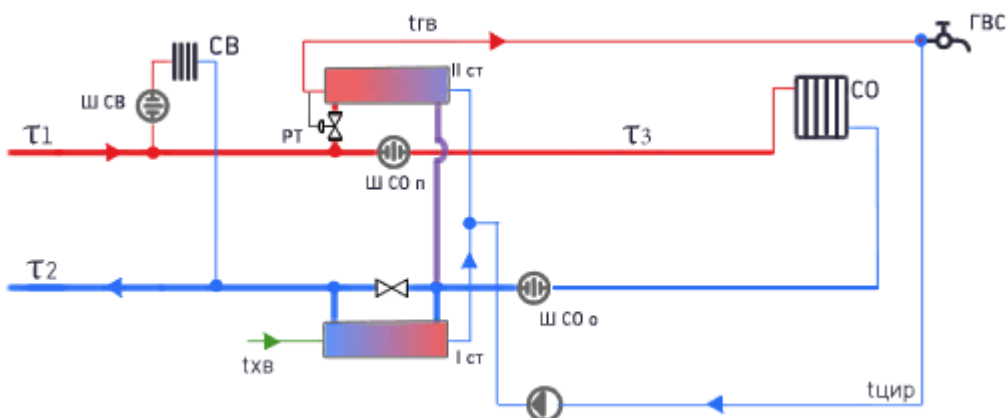 tгв
ГВС
СВ
II ст
СО
Ш СВ
РТ
τ1
τ3
Ш СО п
τ2
Ш СО о
I ст
tхв
tцир